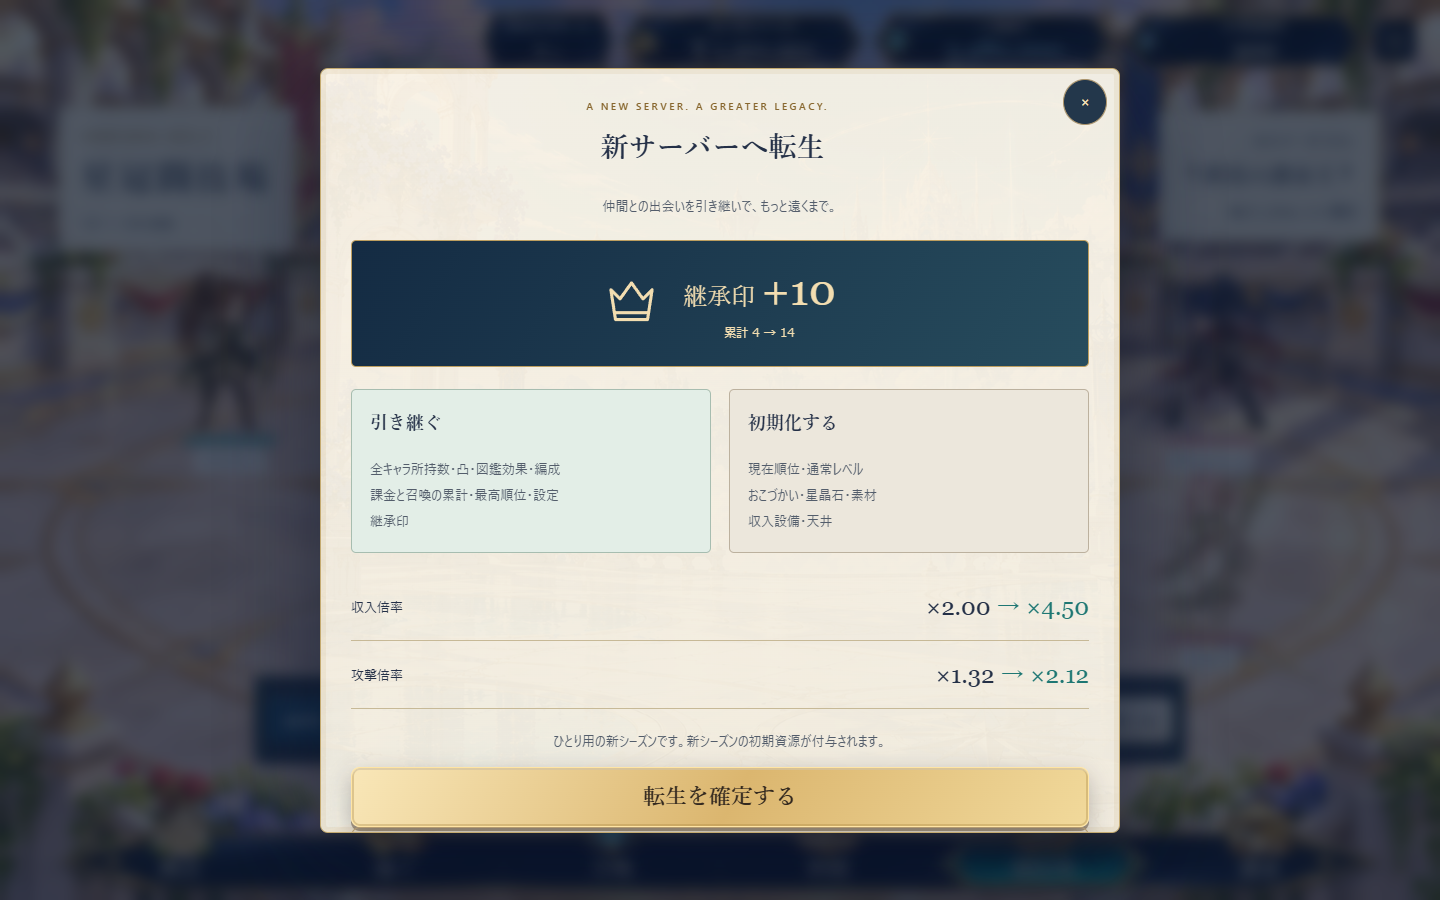 A NEW SERVER. A GREATER LEGACY.
×
新サーバーへ転生
仲間との出会いを引き継いで、もっと遠くまで。
継承印 +10
累計 4 → 14
引き継ぐ
全キャラ所持数・凸・図鑑効果・編成
課金と召喚の累計・最高順位・設定
継承印
初期化する
現在順位・通常レベル
おこづかい・星晶石・素材
収入設備・天井
収入倍率
×2.00 → ×4.50
攻撃倍率
×1.32 → ×2.12
ひとり用の新シーズンです。新シーズンの初期資源が付与されます。
転生を確定する